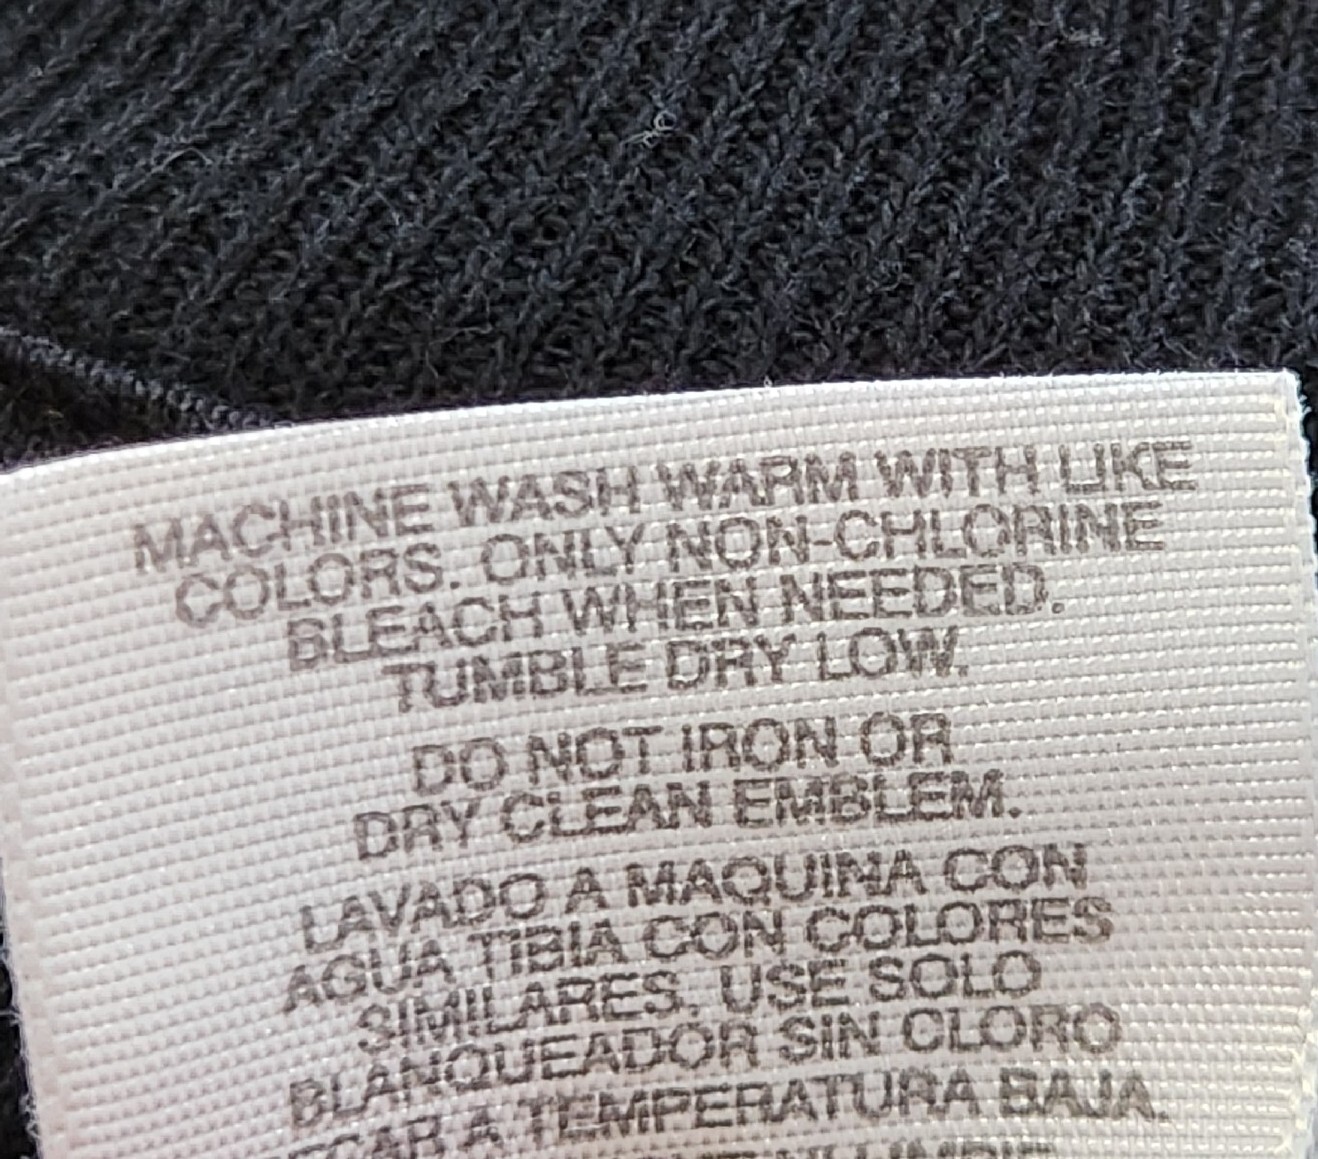 MACHINE WASH WARM WITH LIKE
COLORS. ONLY NON-CHLORINE
BLEACH WHEN NEEDED.
TUMBLE DRY LOW.
DO NOT IRON OR
DRY CLEAN EMBLEM.
LAVADO A MAQUINA CON
AGUA TIBIA CON COLORES
SIMILARES. USE SOLO
BLANQUEADOR SIN CLORO
A TEMPERATURA BAJA.